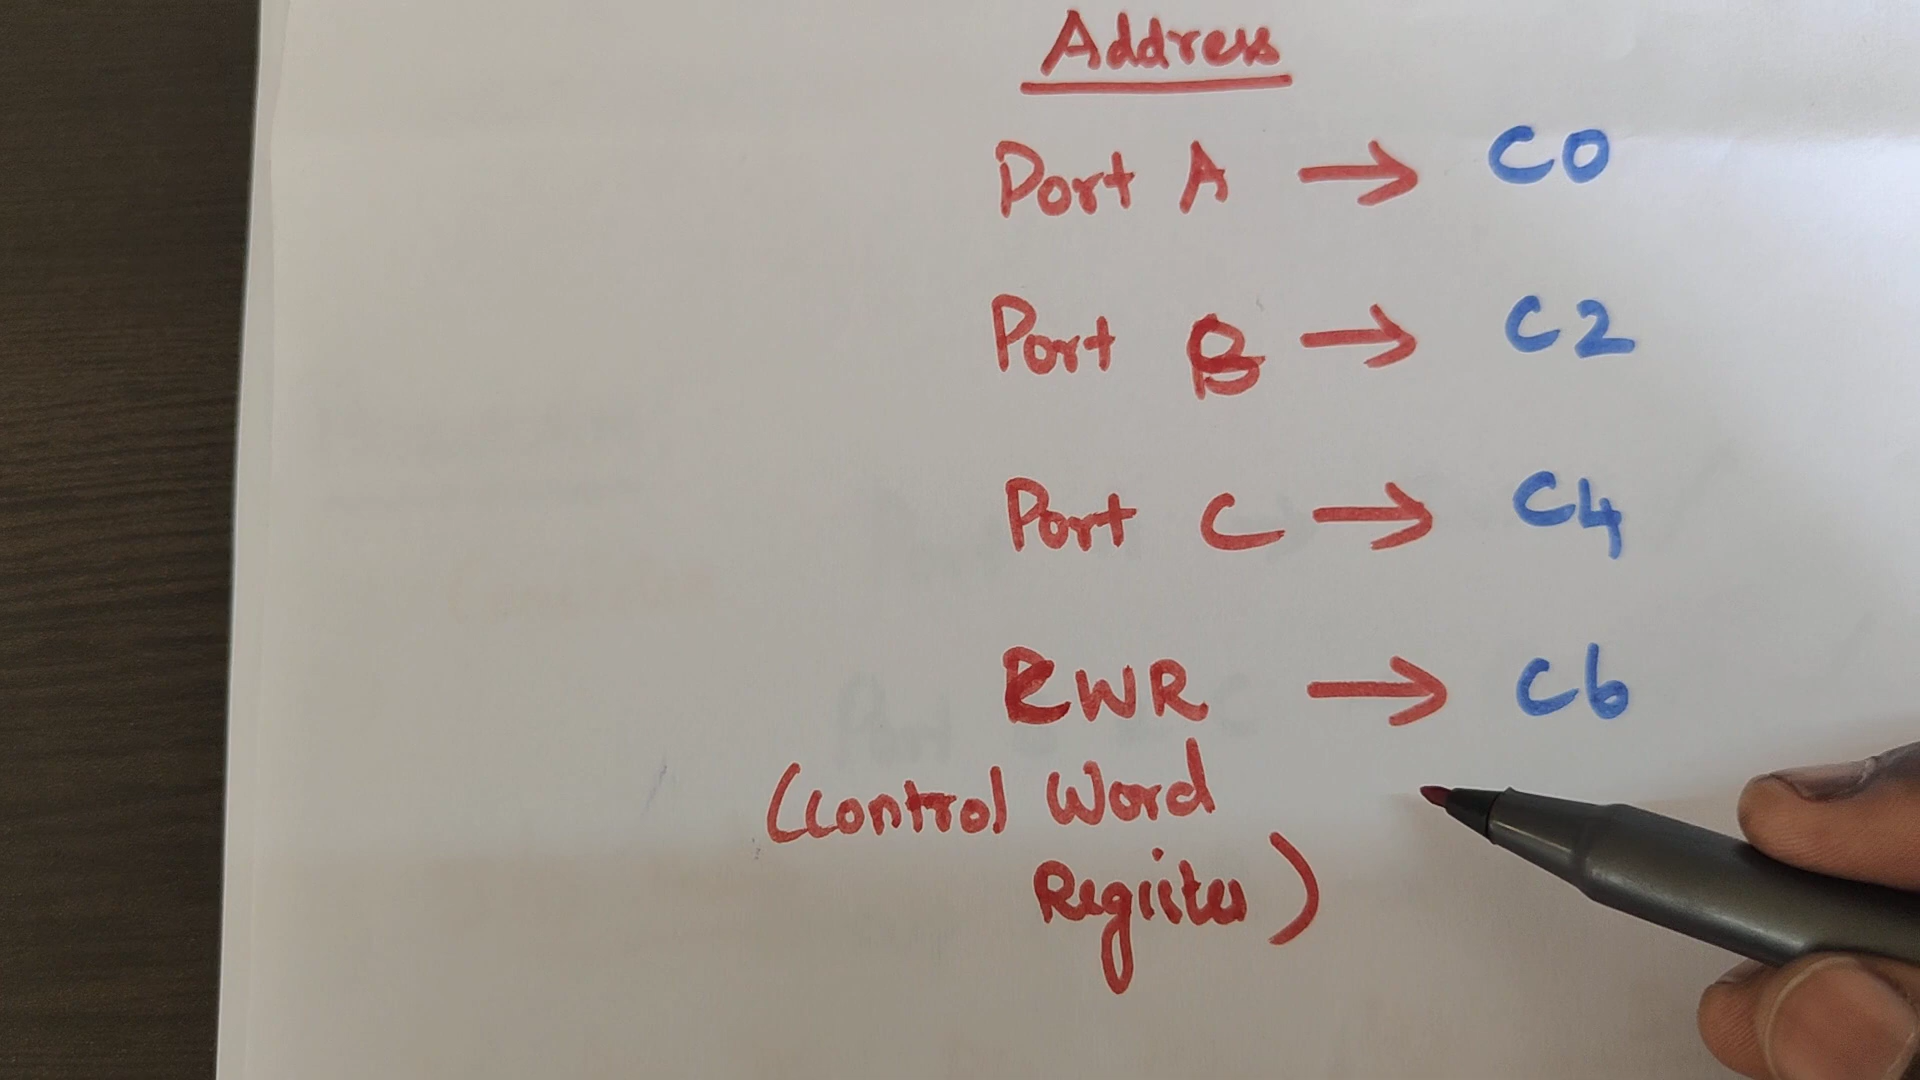 Address
Port A → C0
Port B → C2
Port C → C4
CWR → C6
(Control Word
Register)